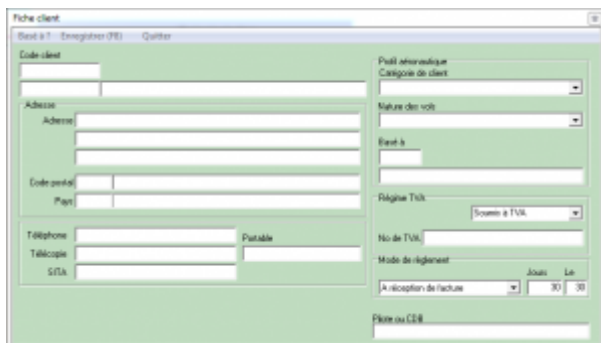 Fiche client
Basé à ? Enregistrer (F8) Quitter
Code client
Adresse
Adresse
Code postal
Pays
Téléphone
Portable
Télécopie
SITA
Profil aéronautique
Catégorie de client
Nature des vols
Basé à
Régime TVA
Soumis à TVA
No de TVA
Mode de règlement
Jours Le
A réception de facture 30 30
Pilote ou CDB